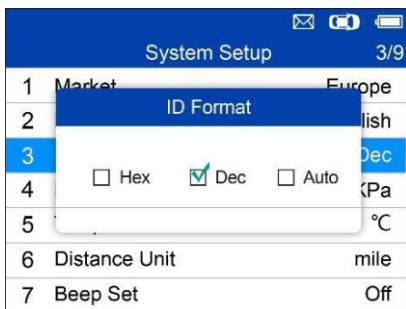 System Setup 3/9
1 Market Europe
ID Format
2 lish
3 Dec
Hex Dec Auto
4 KPa
5 ℃
6 Distance Unit mile
7 Beep Set Off